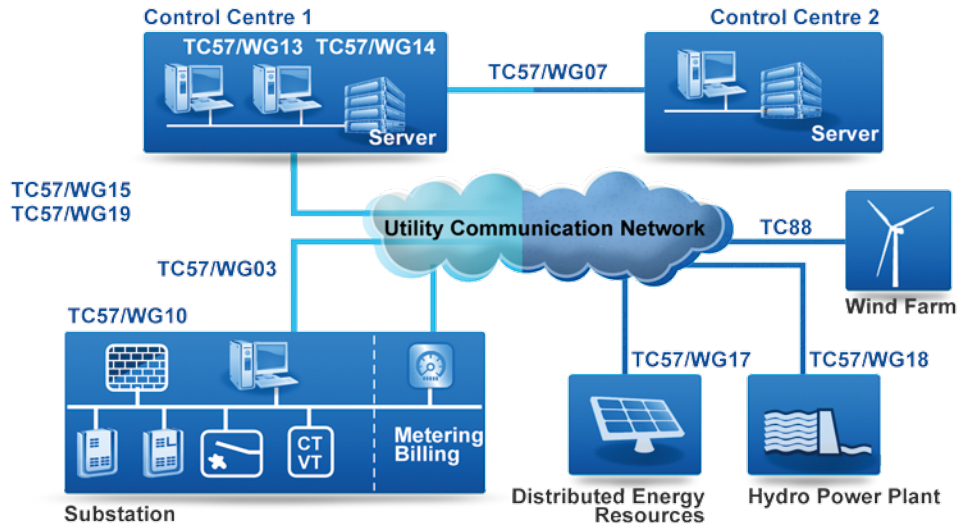 Control Centre 1
Control Centre 2
TC57/WG13
TC57/WG14
TC57/WG07
Server
Server
TC57/WG15
TC57/WG19
Utility Communication Network
TC88
TC57/WG03
Wind Farm
TC57/WG10
TC57/WG17
TC57/WG18
CT
VT
Metering
Billing
Substation
Distributed Energy
Resources
Hydro Power Plant